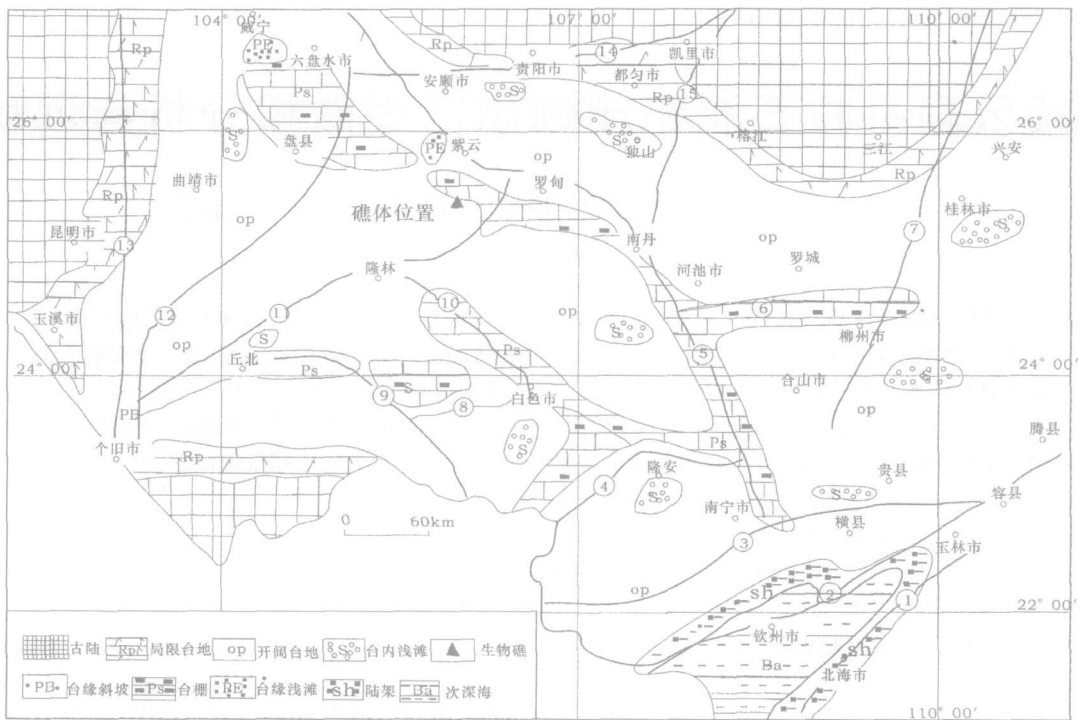 104° 00′
107° 00′
110° 00′
威宁
PE
Rp
六盘水市
Rp
14
凯里市
Ps
安顺市
贵阳市
都匀市
S
Rp
15
26° 00′
26° 00′
S
盘县
PE
紫云
S
独山
榕江
三江
兴安
op
Rp
曲靖市
罗甸
Rp
op
礁体位置
桂林市
S
昆明市
13
南丹
op
7
罗城
河池市
隆林
玉溪市
12
11
10
op
6
op
S
S
柳州市
丘北
Ps
5
24° 00′
24° 00′
Ps
9
S
8
白色市
合山市
S
op
PB
腾县
个旧市
Rp
S
Ps
隆安
贵县
4
S
S
容县
南宁市
0 60km
横县
3
玉林市
op
sh
2
1
22° 00′
钦州市
Ba
sh
北海市
古陆 Rp 局限台地 op 开阔台地 S 台内浅滩 生物礁
PB 台缘斜坡 Ps 台棚 PE 台缘浅滩 sh 陆架 Ba 次深海
110° 00′